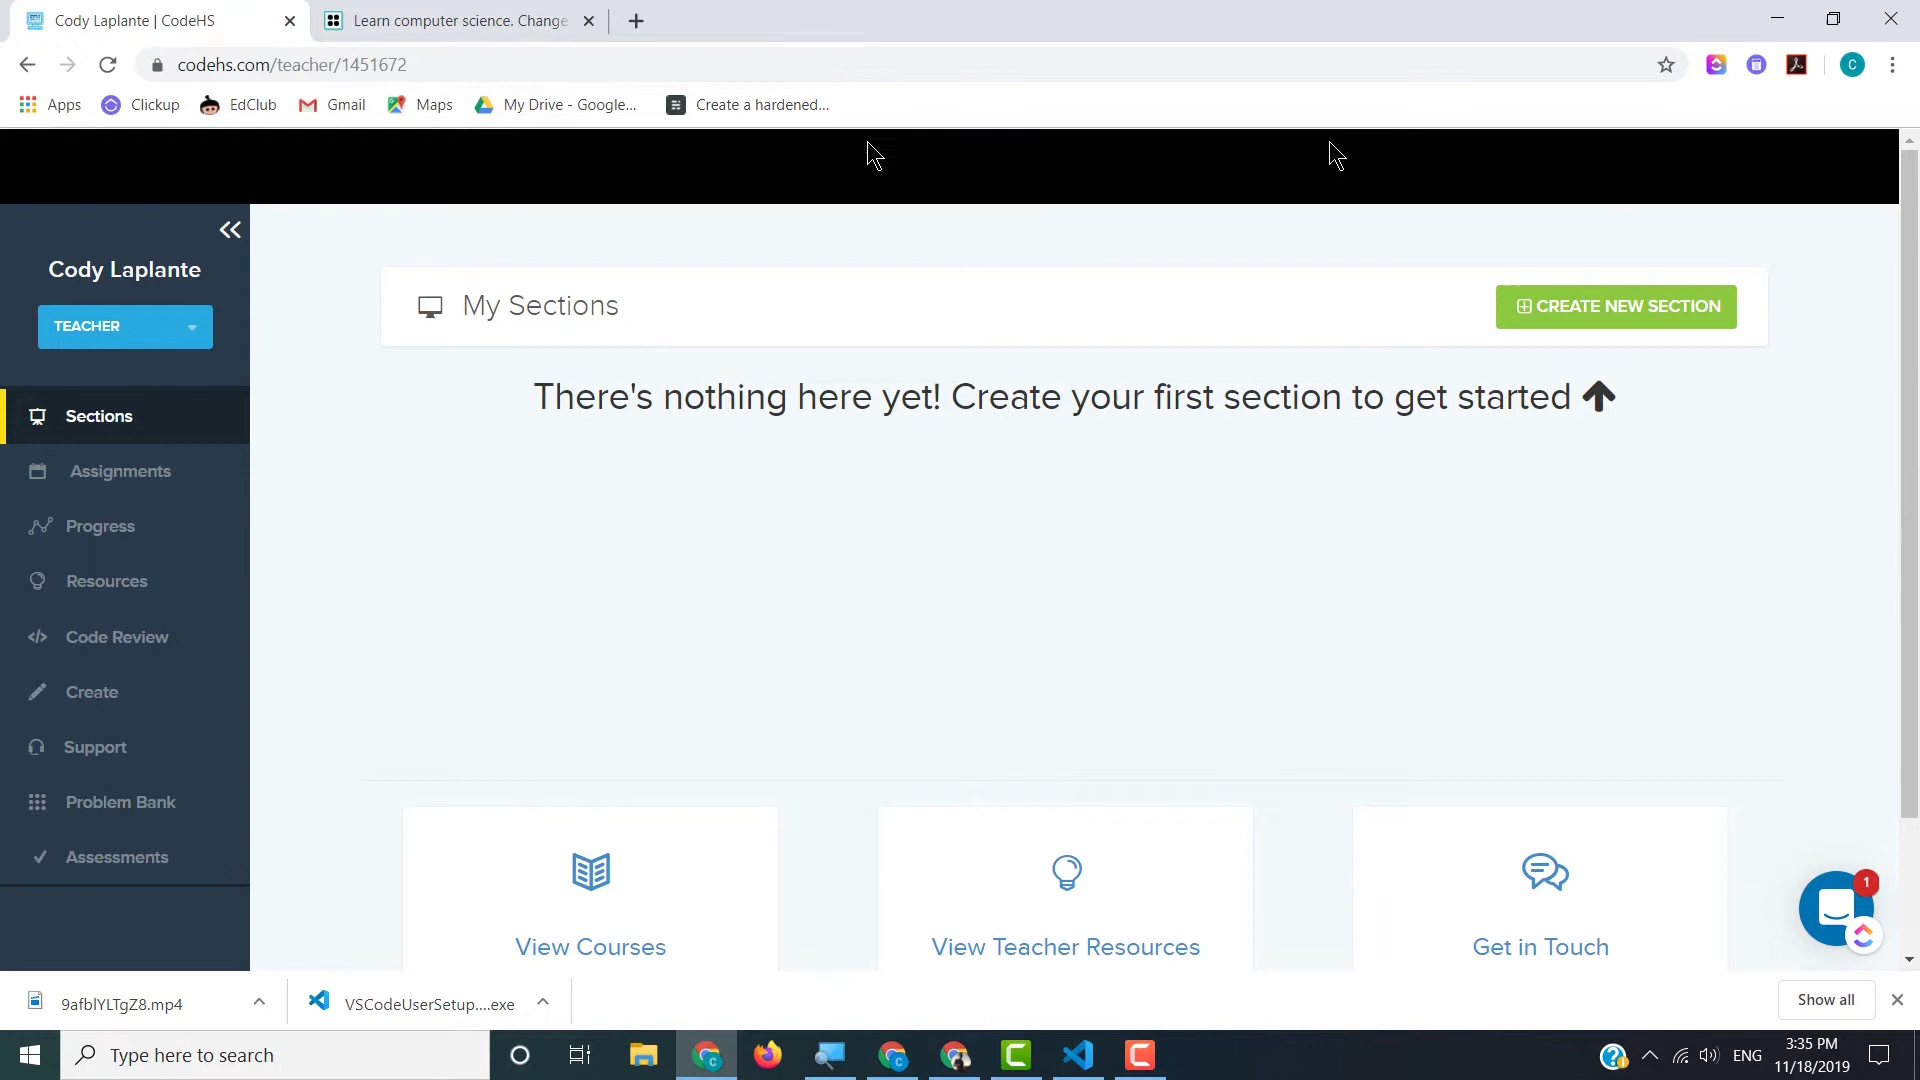 Cody Laplante | CodeHS
Learn computer science. Change
codehs.com/teacher/1451672
C
Apps
Clickup
EdClub
Gmail
Maps
My Drive - Google...
Create a hardened...
Cody Laplante
TEACHER
Sections
Assignments
Progress
Resources
Code Review
Create
Support
Problem Bank
Assessments
My Sections
CREATE NEW SECTION
There's nothing here yet! Create your first section to get started
View Courses
View Teacher Resources
Get in Touch
1
9afblYLTgZ8.mp4
VSCodeUserSetup....exe
Show all
Type here to search
ENG
3:35 PM
11/18/2019